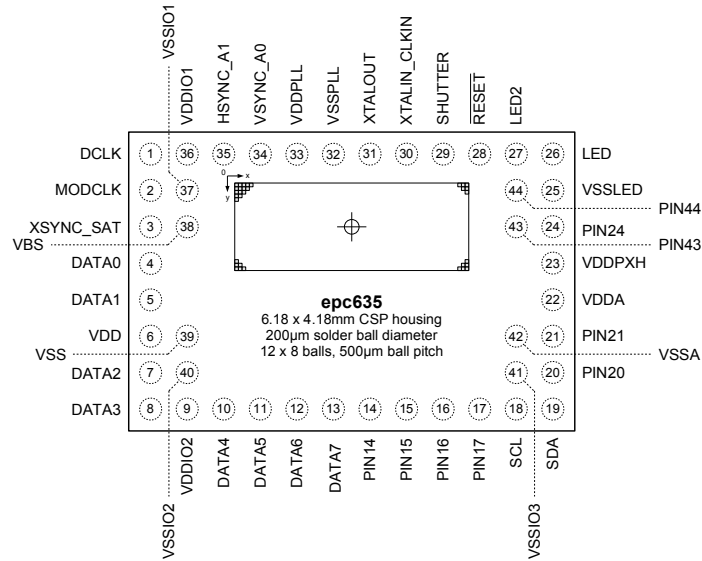 VSSIO1
VDDIO1
HSYNC_A1
VSYNC_A0
VDDPLL
VSSPLL
XTALOUT
XTALIN_CLKIN
SHUTTER
RESET
LED2
DCLK 1 36 35 34 33 32 31 30 29 28 27 26 LED
0 x
y
MODCLK 2 37 44 25 VSSLED
PIN44
XSYNC_SAT 3 38 43 24 PIN24
VBS PIN43
DATA0 4 23 VDDPXH
DATA1 5 22 VDDA
epc635
6.18 x 4.18mm CSP housing
200µm solder ball diameter
12 x 8 balls, 500µm ball pitch
VDD 6 39 42 21 PIN21
VSS VSSA
DATA2 7 40 41 20 PIN20
DATA3 8 9 10 11 12 13 14 15 16 17 18 19
VDDIO2
DATA4
DATA5
DATA6
DATA7
PIN14
PIN15
PIN16
PIN17
SCL
SDA
VSSIO2
VSSIO3